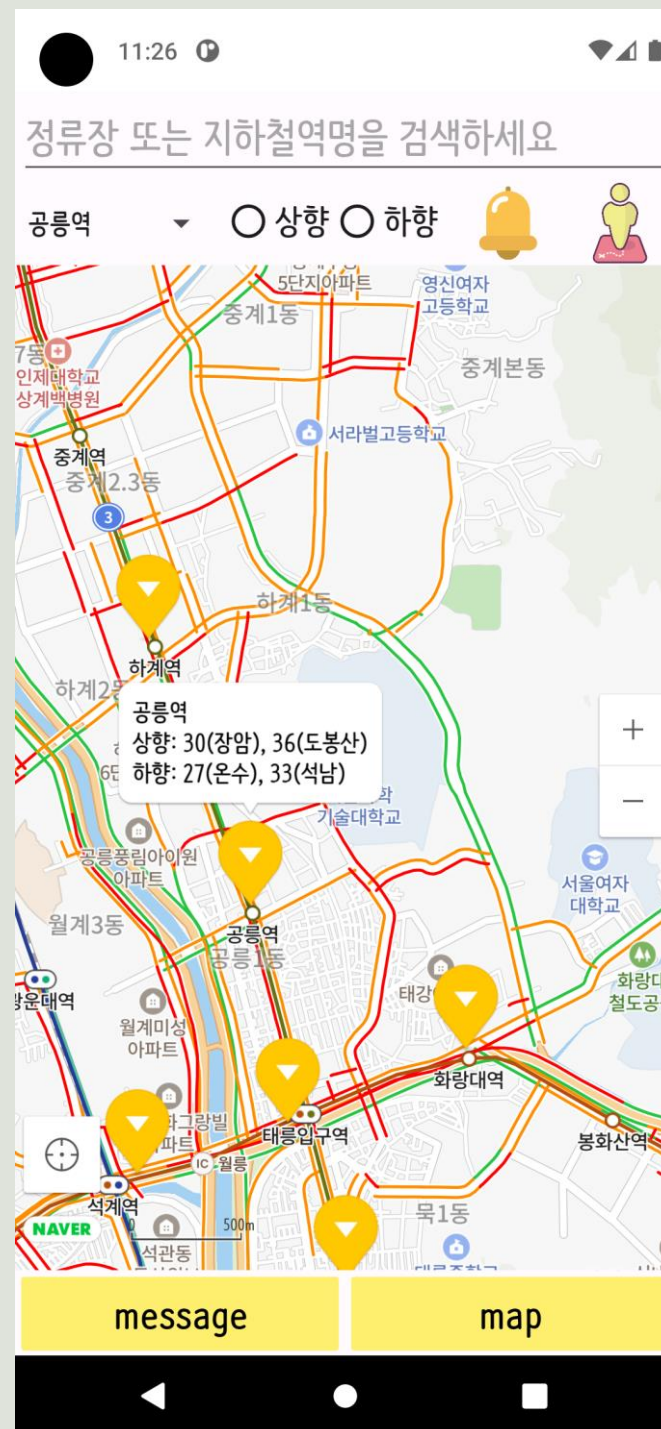 11:26
정류장 또는 지하철역명을 검색하세요
공릉역
상향 하향
5단지아파트
영신여자
고등학교
중계1동
7동
인제대학교
상계백병원
중계본동
서라벌고등학교
중계역
중계2.3동
3
하계1동
하계역
하계2동
공릉역
상향: 30(장암), 36(도봉산)
하향: 27(온수), 33(석남)
기술대학교
공릉풍림아이원
아파트
서울여자
대학교
월계3동
공릉역
공릉1동
태강
화랑대
철도공
광운대역
월계미성
아파트
화랑대역
그랑빌
파트
태릉입구역
봉화산역
IC 월릉
석계역
묵1동
NAVER
0 500m
석관동
message
map